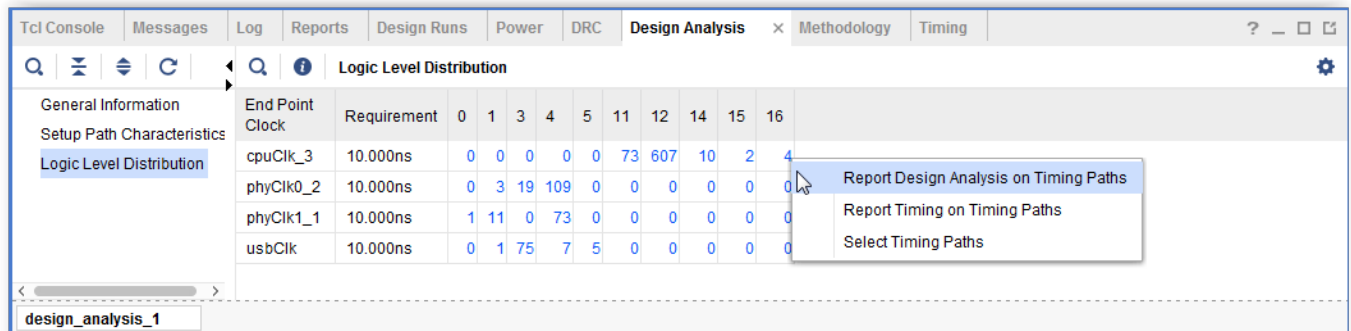 Tcl Console Messages Log Reports Design Runs Power DRC Design Analysis × Methodology Timing ? 
Logic Level Distribution
General Information
Setup Path Characteristics
Logic Level Distribution
End Point Clock Requirement 0 1 3 4 5 11 12 14 15 16
cpuClk_3 10.000ns 0 0 0 0 0 73 607 10 2 4
phyClk0_2 10.000ns 0 3 19 109 0 0 0 0 0 0
phyClk1_1 10.000ns 1 11 0 73 0 0 0 0 0 0
usbClk 10.000ns 0 1 75 7 5 0 0 0 0 0
Report Design Analysis on Timing Paths
Report Timing on Timing Paths
Select Timing Paths
design_analysis_1